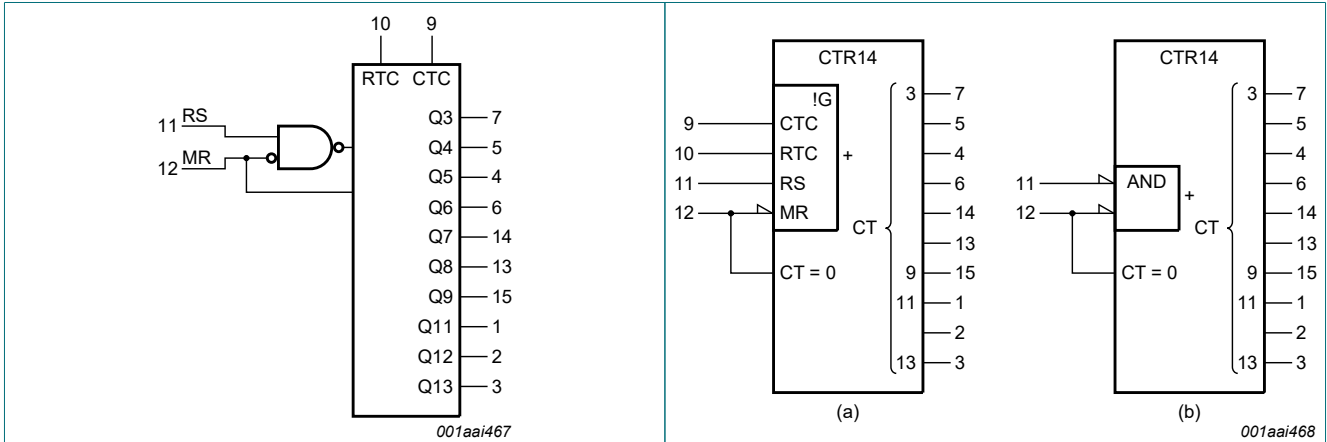 10 9
RTC CTC
11 RS
12 MR
Q3 7
Q4 5
Q5 4
Q6 6
Q7 14
Q8 13
Q9 15
Q11 1
Q12 2
Q13 3
001aai467
CTR14
!G
9 CTC
10 RTC
11 RS
12 MR
+
CT = 0
CT
3 7
5
4
6
14
13
9 15
11 1
2
13 3
(a)
CTR14
11 AND
12
+
CT = 0
CT
3 7
5
4
6
14
13
9 15
11 1
2
13 3
(b)
001aai468